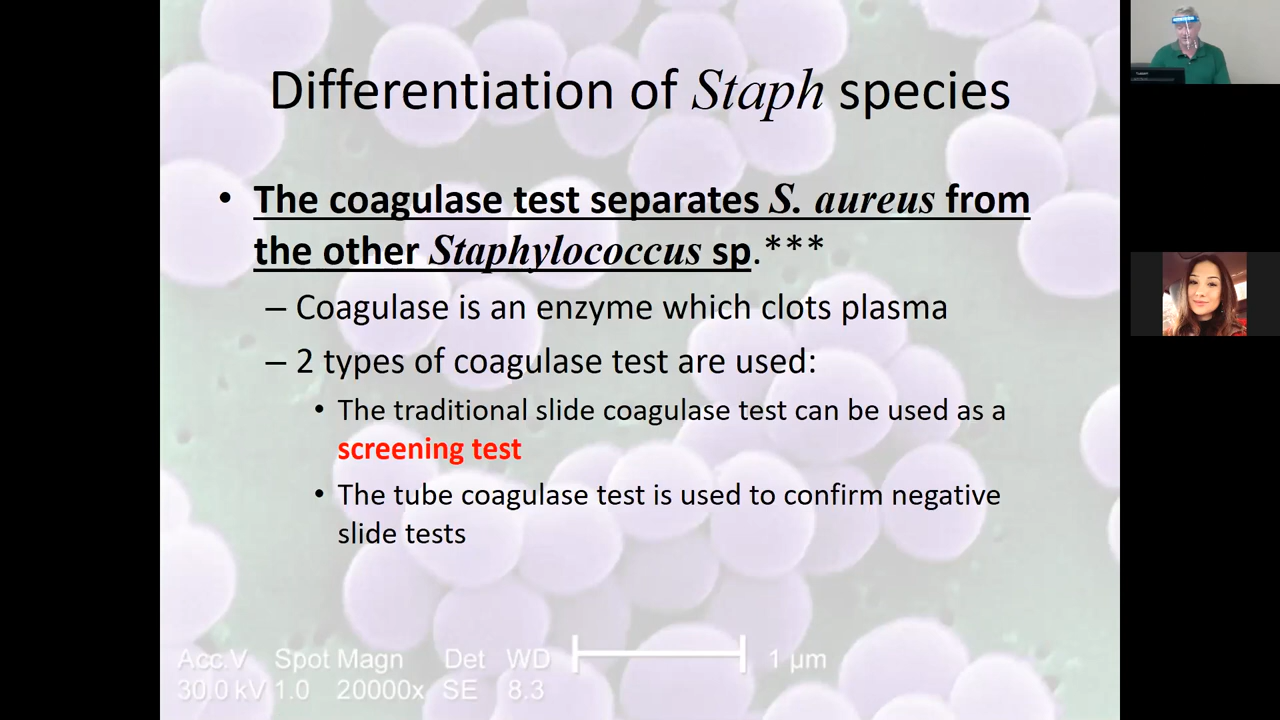 Differentiation of Staph species
• The coagulase test separates S. aureus from
the other Staphylococcus sp.***
– Coagulase is an enzyme which clots plasma
– 2 types of coagulase test are used:
• The traditional slide coagulase test can be used as a
screening test
• The tube coagulase test is used to confirm negative
slide tests
Acc.V Spot Magn Det WD 1 µm
30.0 kV 1.0 20000x SE 8.3